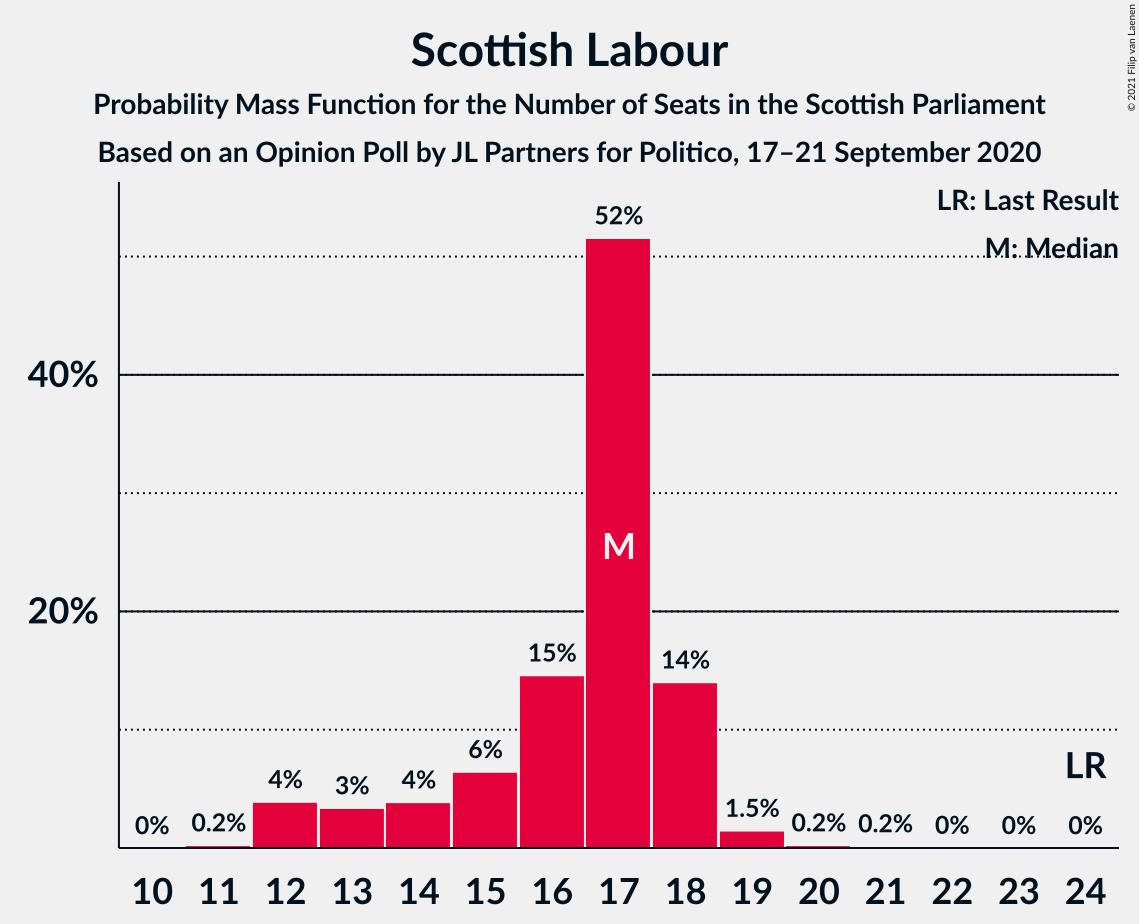 Scottish Labour
Probability Mass Function for the Number of Seats in the Scottish Parliament
Based on an Opinion Poll by JL Partners for Politico, 17–21 September 2020
© 2021 Filip van Laenen
LR: Last Result
M: Median
40%
20%
0%
0.2%
4%
3%
4%
6%
15%
52%
M
14%
1.5%
0.2%
0.2%
0%
0%
0%
LR
10 11 12 13 14 15 16 17 18 19 20 21 22 23 24